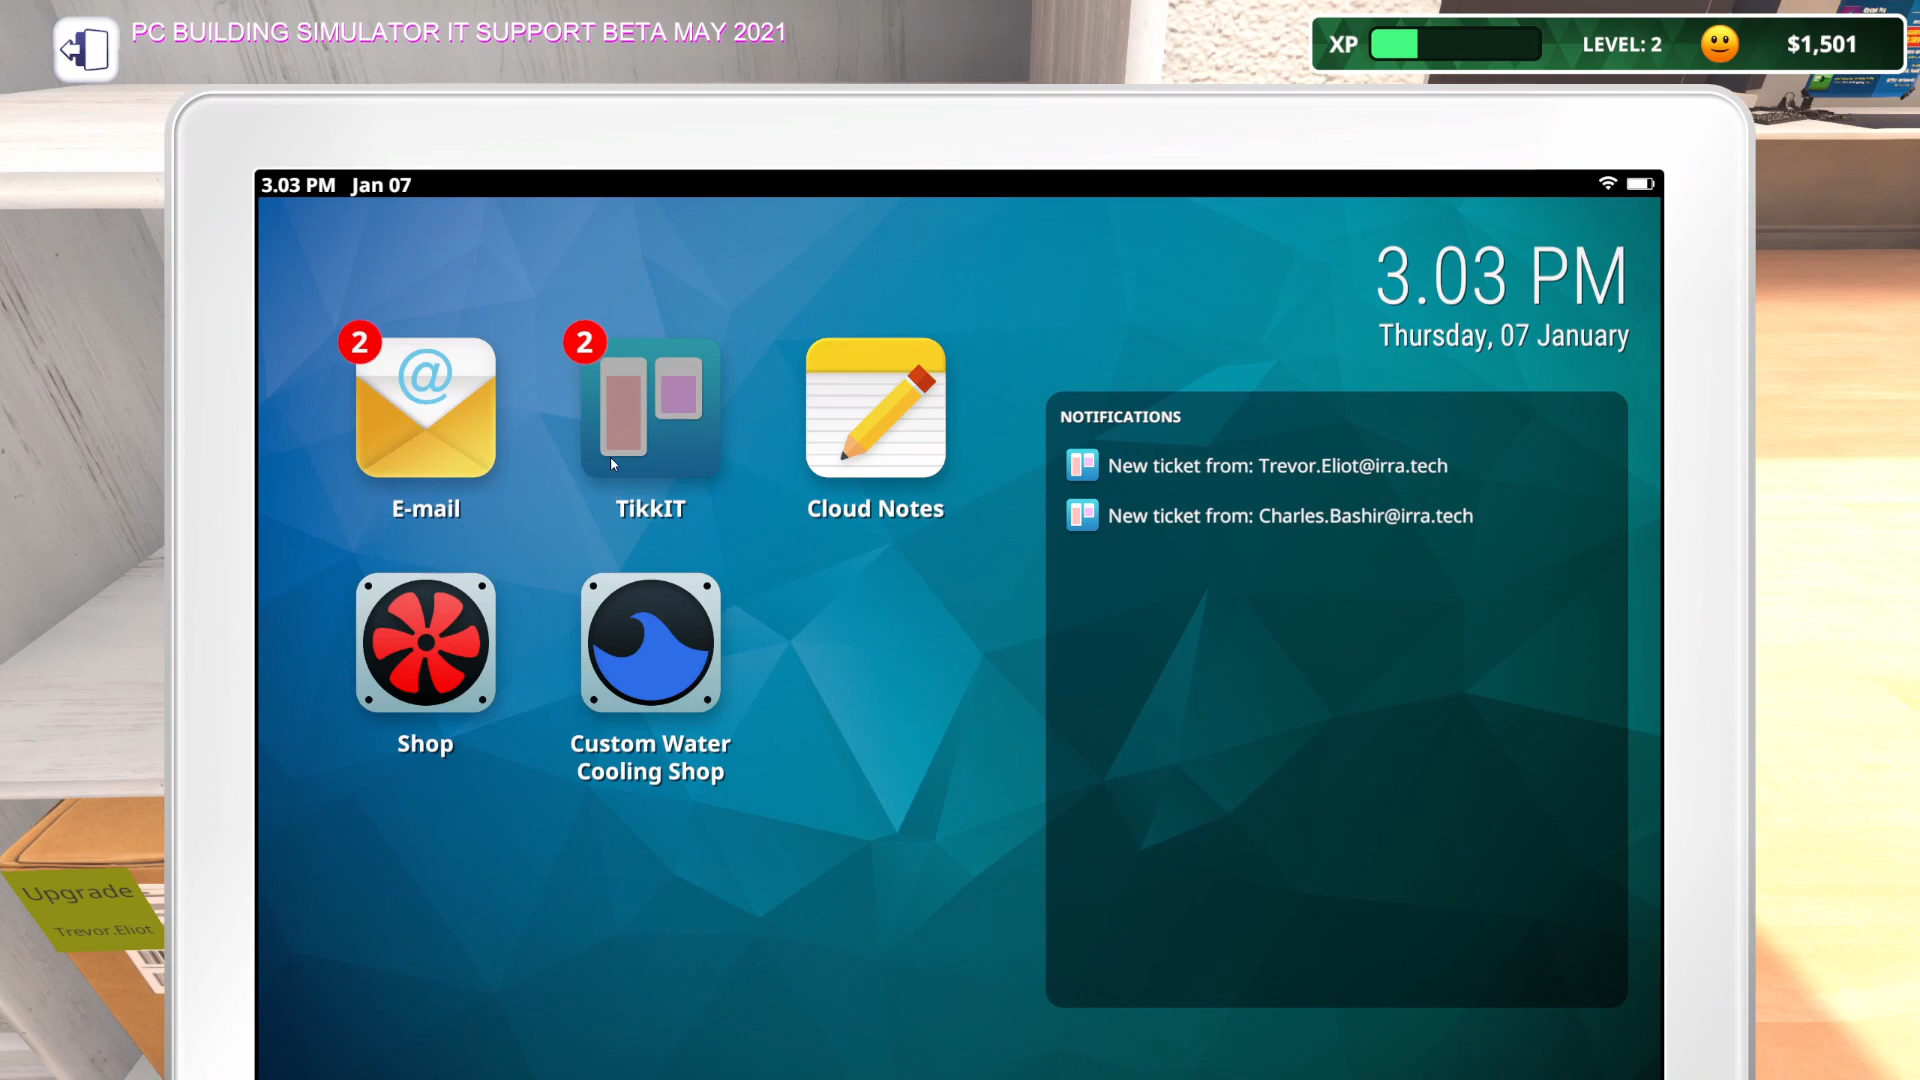 PC BUILDING SIMULATOR IT SUPPORT BETA MAY 2021
XP
LEVEL: 2
$1,501
3.03 PM Jan 07
3.03 PM
Thursday, 07 January
2
2
@
E-mail
TikkIT
Cloud Notes
Shop
Custom Water
Cooling Shop
NOTIFICATIONS
New ticket from: Trevor.Eliot@irra.tech
New ticket from: Charles.Bashir@irra.tech
Upgrade
Trevor.Eliot